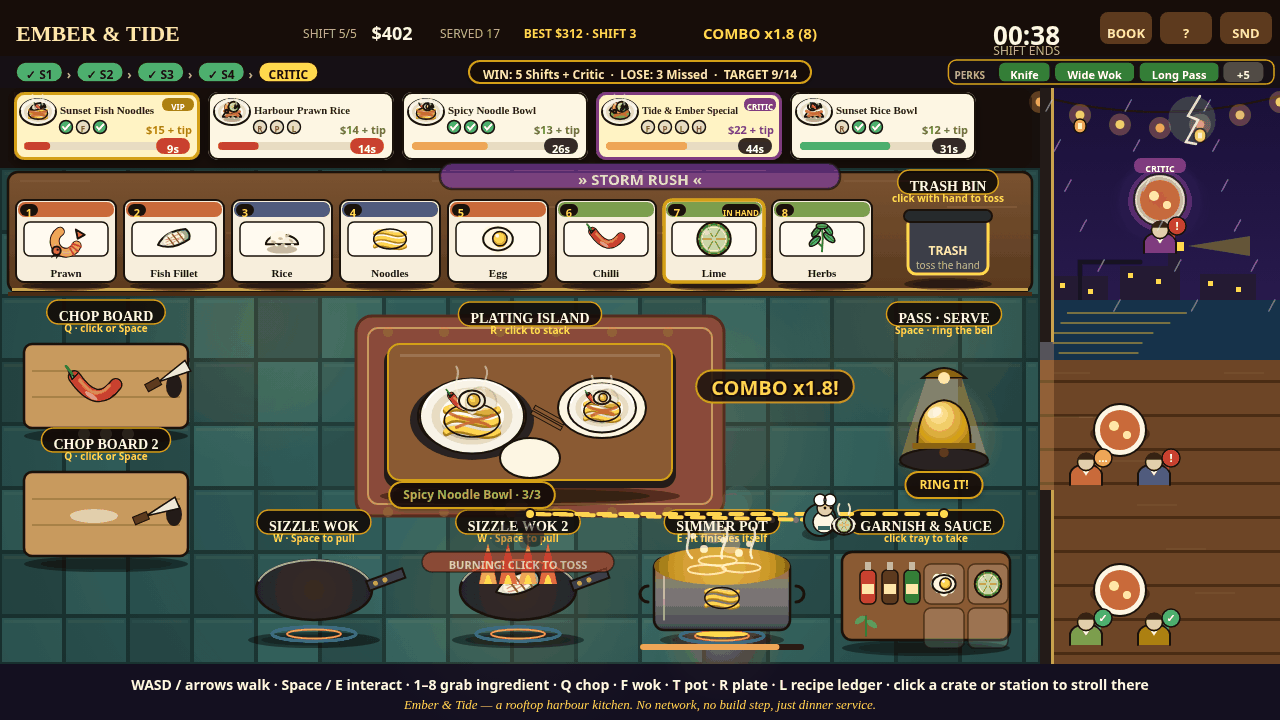 EMBER & TIDE
SHIFT 5/5 $402 SERVED 17 BEST $312 · SHIFT 3 COMBO x1.8 (8)
00:38
SHIFT ENDS
BOOK ? SND
✓ S1 › ✓ S2 › ✓ S3 › ✓ S4 › CRITIC
WIN: 5 Shifts + Critic · LOSE: 3 Missed · TARGET 9/14
PERKS Knife Wide Wok Long Pass +5
Sunset Fish Noodles VIP
✓ F ✓
$15 + tip
9s
Harbour Prawn Rice
R P L
$14 + tip
14s
Spicy Noodle Bowl
✓ ✓ ✓
$13 + tip
26s
Tide & Ember Special CRITIC
F P L H
$22 + tip
44s
Sunset Rice Bowl
R ✓ ✓
$12 + tip
31s
» STORM RUSH «
1 Prawn
2 Fish Fillet
3 Rice
4 Noodles
5 Egg
6 Chilli
7 IN HAND Lime
8 Herbs
TRASH BIN
click with hand to toss
TRASH
toss the hand
CRITIC
!
CHOP BOARD
Q · click or Space
PLATING ISLAND
R · click to stack
PASS · SERVE
Space · ring the bell
COMBO x1.8!
CHOP BOARD 2
Q · click or Space
RING IT!
Spicy Noodle Bowl · 3/3
... !
SIZZLE WOK
W · Space to pull
SIZZLE WOK 2
W · Space to pull
SIMMER POT
E · it finishes itself
GARNISH & SAUCE
click tray to take
BURNING! CLICK TO TOSS
✓ ✓
WASD / arrows walk · Space / E interact · 1–8 grab ingredient · Q chop · F wok · T pot · R plate · L recipe ledger · click a crate or station to stroll there
Ember & Tide — a rooftop harbour kitchen. No network, no build step, just dinner service.